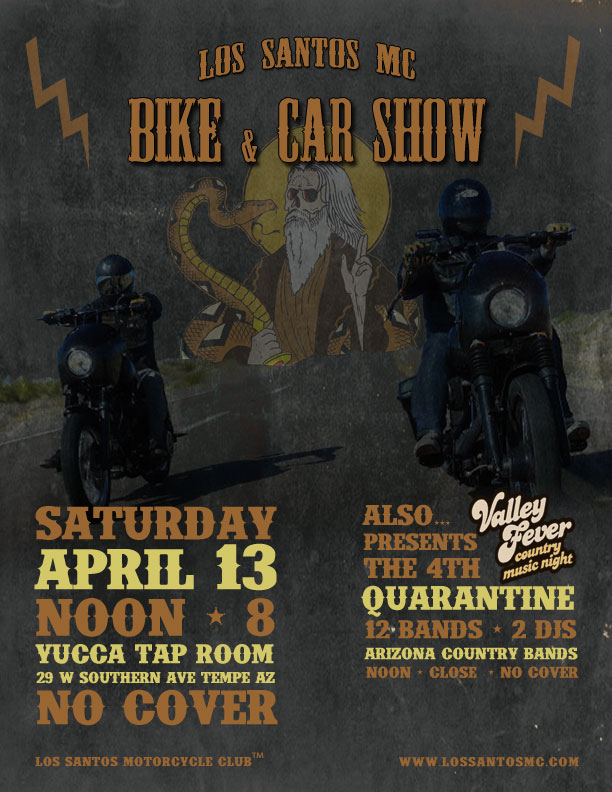 LOS SANTOS MC
BIKE & CAR SHOW
SATURDAY
APRIL 13
NOON ★ 8
YUCCA TAP ROOM
29 W SOUTHERN AVE TEMPE AZ
NO COVER
ALSO...
PRESENTS
THE 4TH
Valley
Fever
country
music night
QUARANTINE
12 BANDS ★ 2 DJS
ARIZONA COUNTRY BANDS
NOON · CLOSE · NO COVER
LOS SANTOS MOTORCYCLE CLUB™
WWW.LOSSANTOSMC.COM